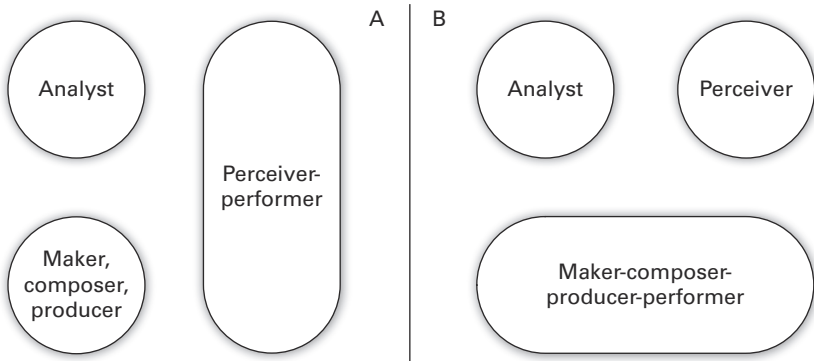 A
B
Analyst
Perceiver-
performer
Maker,
composer,
producer
Analyst
Perceiver
Maker-composer-
producer-performer